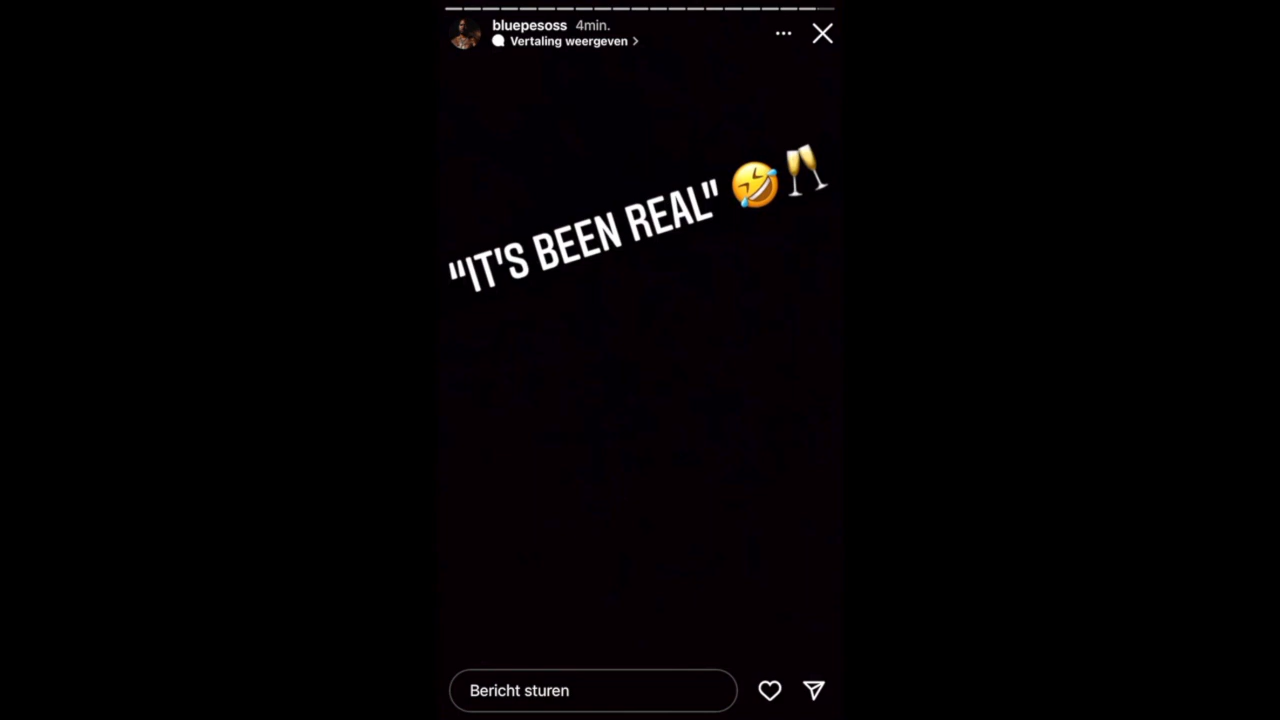 bluepesoss 4min.
Vertaling weergeven
“IT'S BEEN REAL" 🤣🥂
Bericht sturen